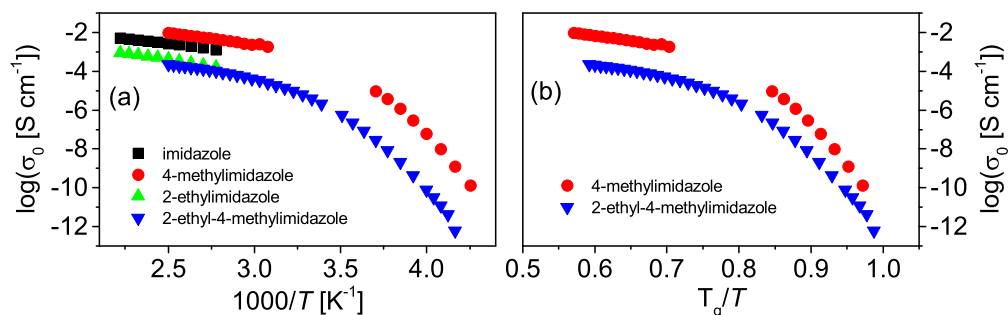 log(σ0 [S cm-1])
-2
-4
-6
-8
-10
-12
(a)
imidazole
4-methylimidazole
2-ethylimidazole
2-ethyl-4-methylimidazole
2.5 3.0 3.5 4.0
1000/T [K-1]
(b)
4-methylimidazole
2-ethyl-4-methylimidazole
0.5 0.6 0.7 0.8 0.9 1.0
Tg/T
-2
-4
-6
-8
-10
-12
log(σ0 [S cm-1])